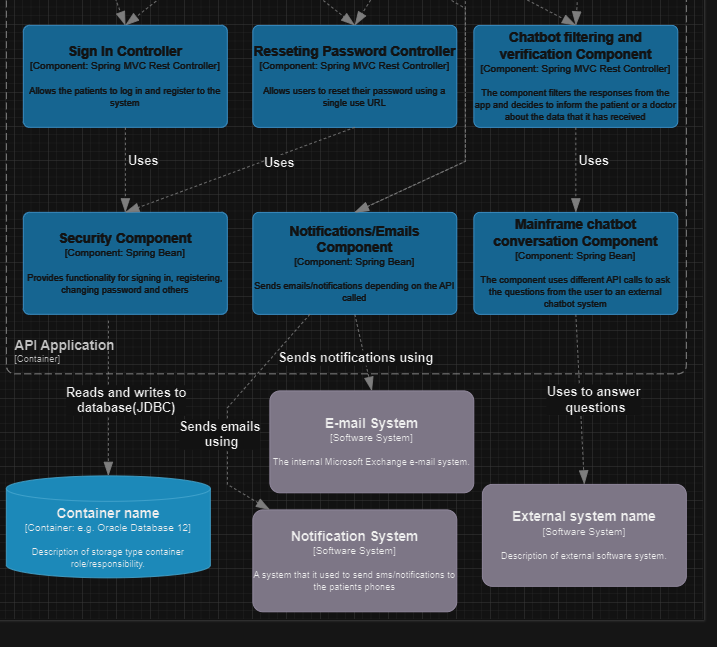 Sign In Controller
[Component: Spring MVC Rest Controller]
Allows the patients to log in and register to the
system
Resseting Password Controller
[Component: Spring MVC Rest Controller]
Allows users to reset their password using a
single use URL
Chatbot filtering and
verification Component
[Component: Spring MVC Rest Controller]
The component filters the responses from the
app and decides to inform the patient or a doctor
about the data that it has received
Uses
Uses
Uses
Security Component
[Component: Spring Bean]
Provides functionality for signing in, registering,
changing password and others
Notifications/Emails
Component
[Component: Spring Bean]
Sends emails/notifications depending on the API
called
Mainframe chatbot
conversation Component
[Component: Spring Bean]
The component uses different API calls to ask
the questions from the user to an external
chatbot system
API Application
[Container]
Sends notifications using
Reads and writes to
database(JDBC)
Uses to answer
questions
Sends emails
using
E-mail System
[Software System]
The internal Microsoft Exchange e-mail system.
Container name
[Container: e.g. Oracle Database 12]
Description of storage type container
role/responsibility.
Notification System
[Software System]
A system that it used to send sms/notifications to
the patients phones
External system name
[Software System]
Description of external software system.